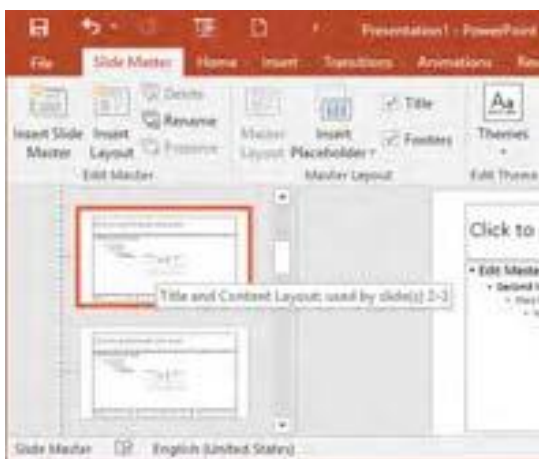 Presentation1 - PowerPoint
File Slide Master Home Insert Transitions Animations
Insert Slide Master
Insert Layout
Delete
Rename
Preserve
Edit Master
Master Layout
Insert Placeholder
Title
Footers
Master Layout
Themes
Edit Theme
Click to
Title and Content Layout: used by slide(s) 2-3
• Edit Maste
Slide Master English (United States)